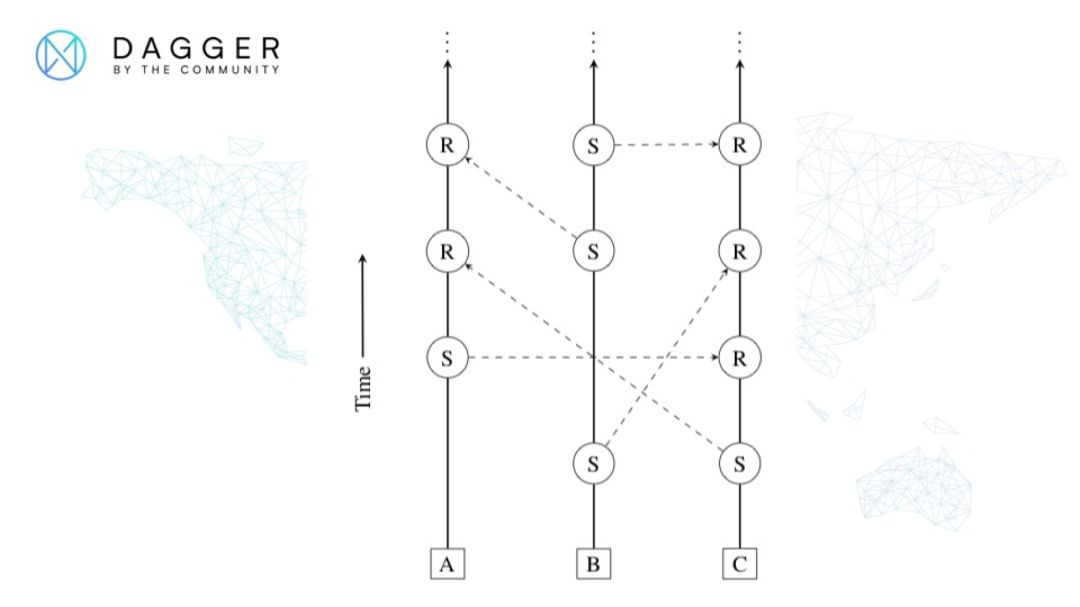 DAGGER
BY THE COMMUNITY
R S R
R S R
S R
Time
S S
A B C